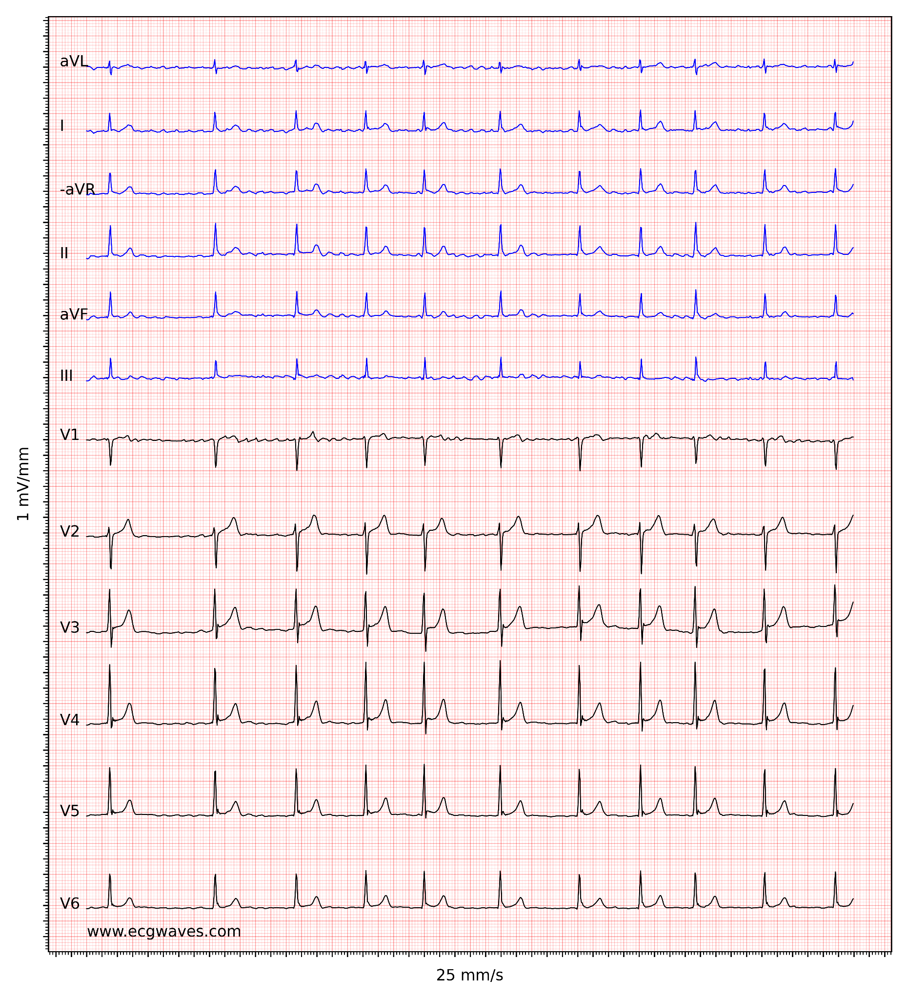 aVL
I
-aVR
II
aVF
III
V1
1 mV/mm
V2
V3
V4
V5
V6
www.ecgwaves.com
25 mm/s